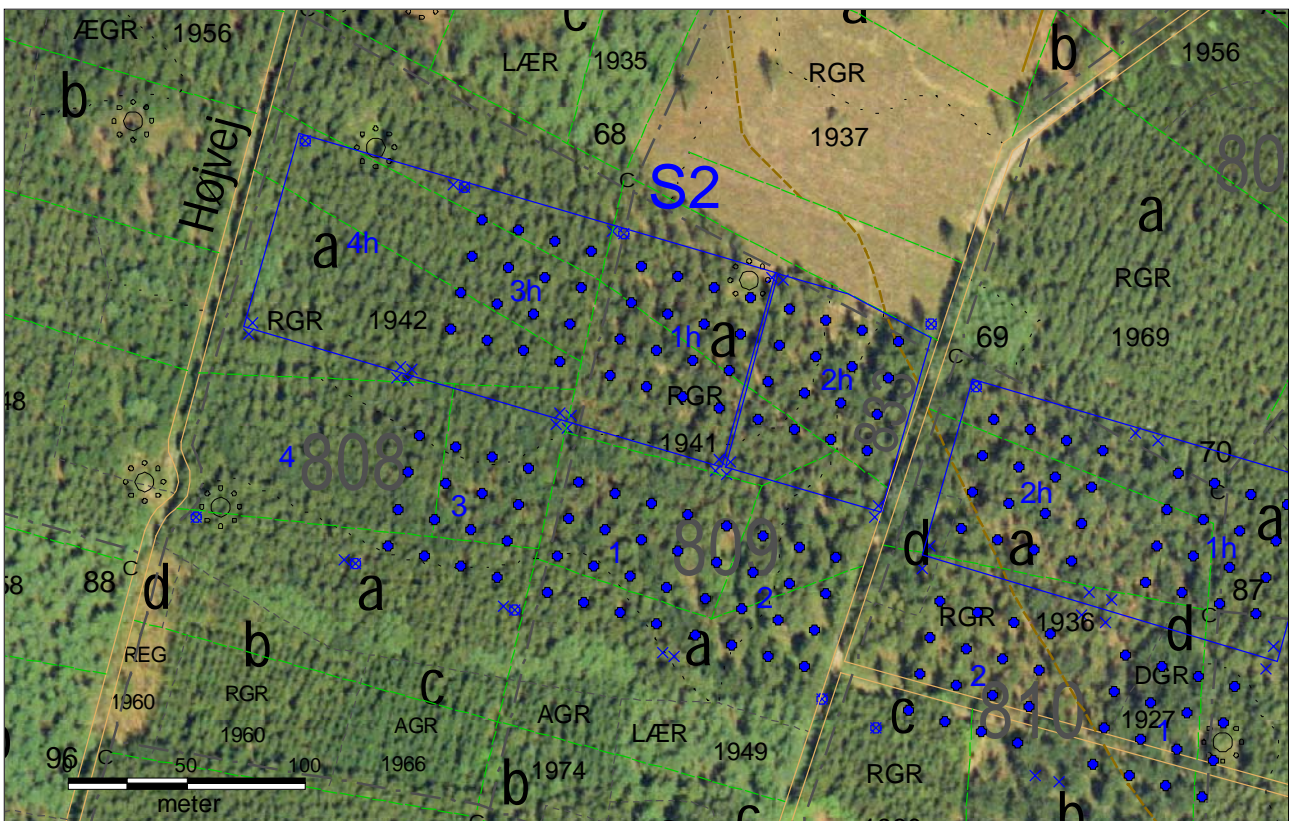 c
a
ÆGR 1956
b
LÆR 1935
RGR
1937
b
1956
b
Højvej
68
S2
80
a
a
4h
3h
RGR 1942
1h
a
2h
RGR
1969
69
RGR
1941
70
48
808
4
3
2h
a
a
1h
d
1
809
2
58
88
d
a
87
RGR
1936
d
a
b
REG
1960
RGR
1960
c
AGR
1966
AGR
1974
LÆR
1949
2
c
810
DGR
1927
1
RGR
96
0 50 100
meter
b
c
b